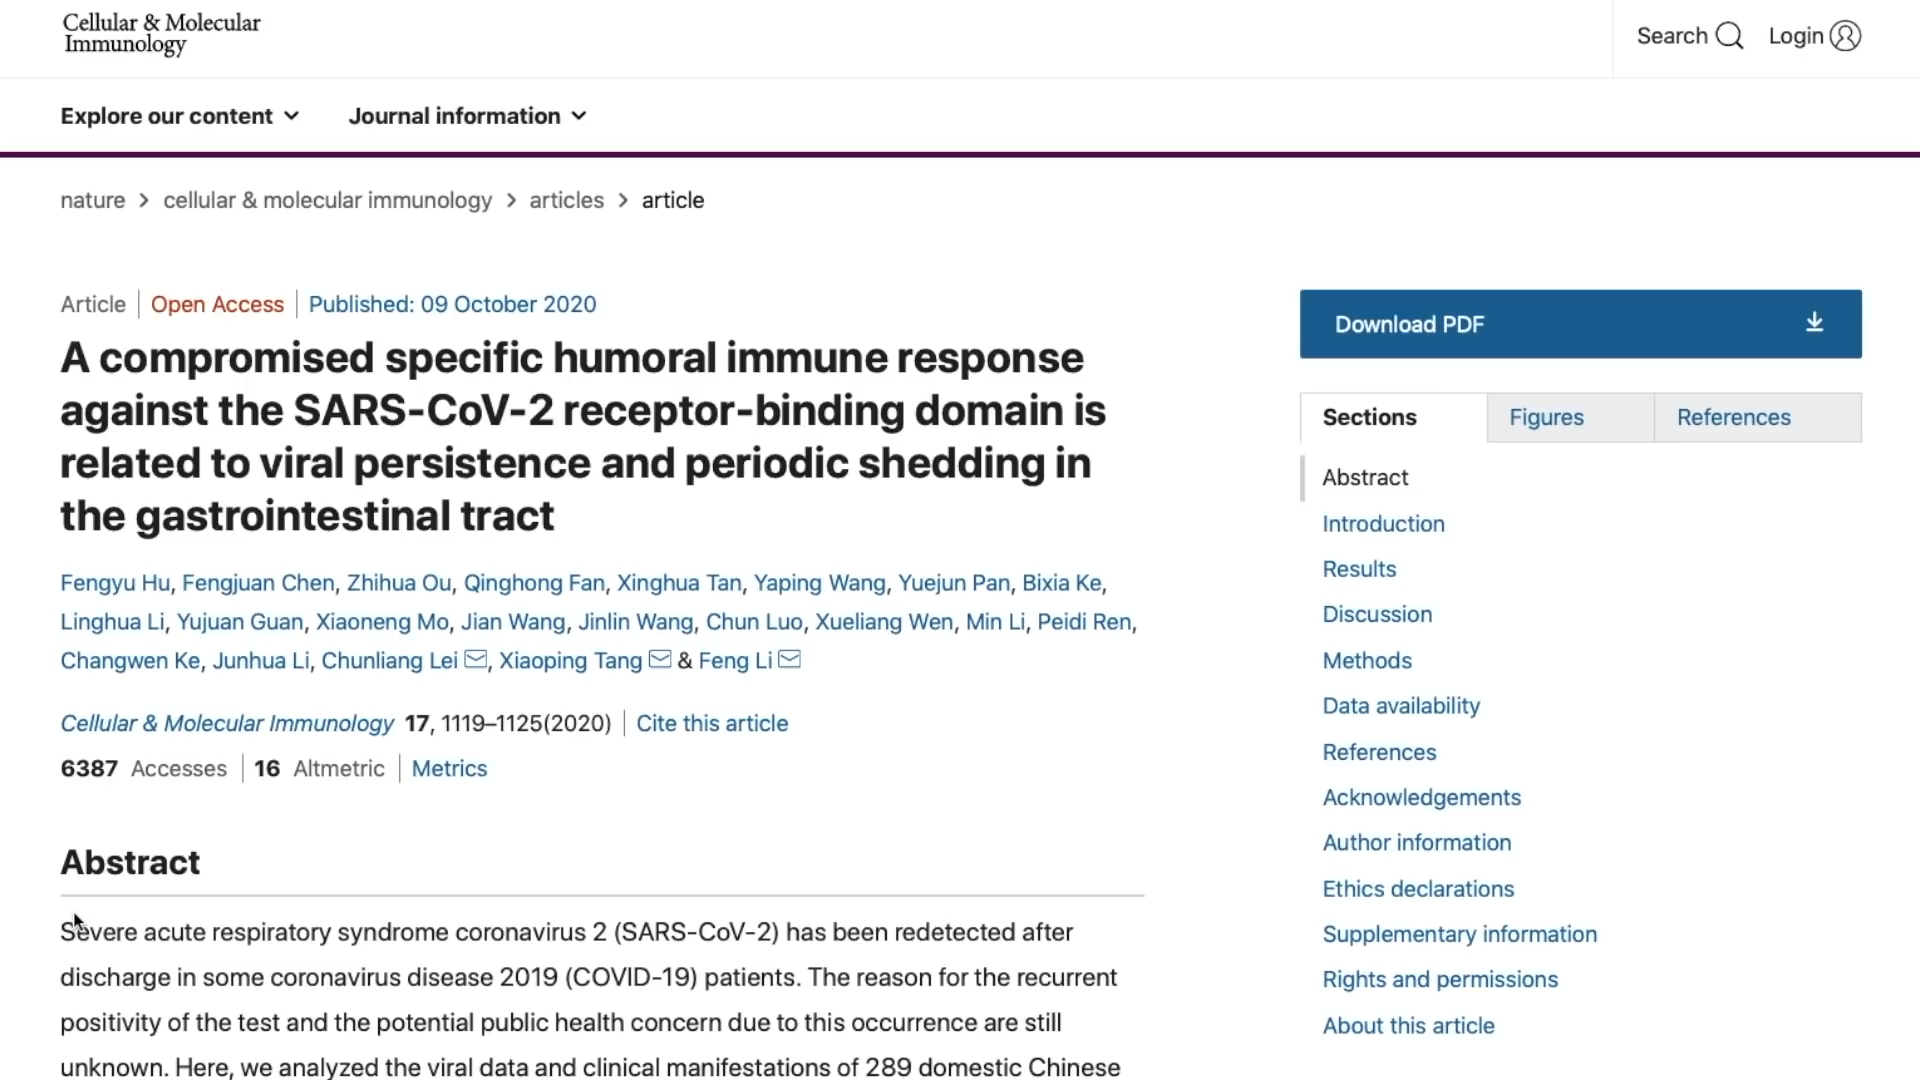 Cellular & Molecular
Immunology
Search
Login
Explore our content
Journal information
nature > cellular & molecular immunology > articles > article
Article | Open Access | Published: 09 October 2020
A compromised specific humoral immune response
against the SARS-CoV-2 receptor-binding domain is
related to viral persistence and periodic shedding in
the gastrointestinal tract
Fengyu Hu, Fengjuan Chen, Zhihua Ou, Qinghong Fan, Xinghua Tan, Yaping Wang, Yuejun Pan, Bixia Ke,
Linghua Li, Yujuan Guan, Xiaoneng Mo, Jian Wang, Jinlin Wang, Chun Luo, Xueliang Wen, Min Li, Peidi Ren,
Changwen Ke, Junhua Li, Chunliang Lei, Xiaoping Tang & Feng Li
Cellular & Molecular Immunology 17, 1119–1125(2020) | Cite this article
6387 Accesses | 16 Altmetric | Metrics
Abstract
Severe acute respiratory syndrome coronavirus 2 (SARS-CoV-2) has been redetected after
discharge in some coronavirus disease 2019 (COVID-19) patients. The reason for the recurrent
positivity of the test and the potential public health concern due to this occurrence are still
unknown. Here, we analyzed the viral data and clinical manifestations of 289 domestic Chinese
Download PDF
Sections
Figures
References
Abstract
Introduction
Results
Discussion
Methods
Data availability
References
Acknowledgements
Author information
Ethics declarations
Supplementary information
Rights and permissions
About this article